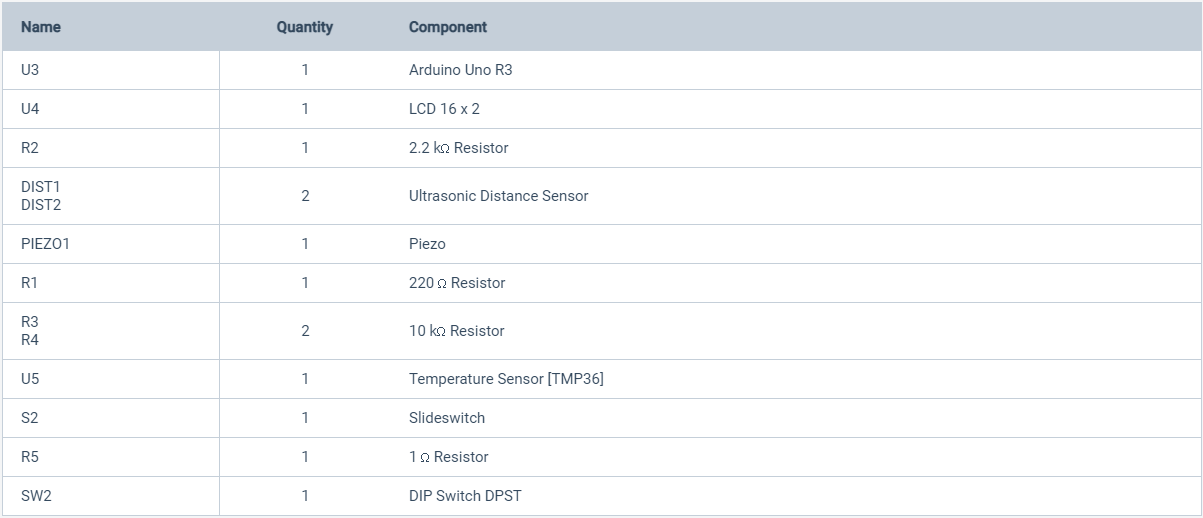 Name Quantity Component
U3 1 Arduino Uno R3
U4 1 LCD 16 x 2
R2 1 2.2 kΩ Resistor
DIST1
DIST2 2 Ultrasonic Distance Sensor
PIEZO1 1 Piezo
R1 1 220 Ω Resistor
R3
R4 2 10 kΩ Resistor
U5 1 Temperature Sensor [TMP36]
S2 1 Slideswitch
R5 1 1 Ω Resistor
SW2 1 DIP Switch DPST